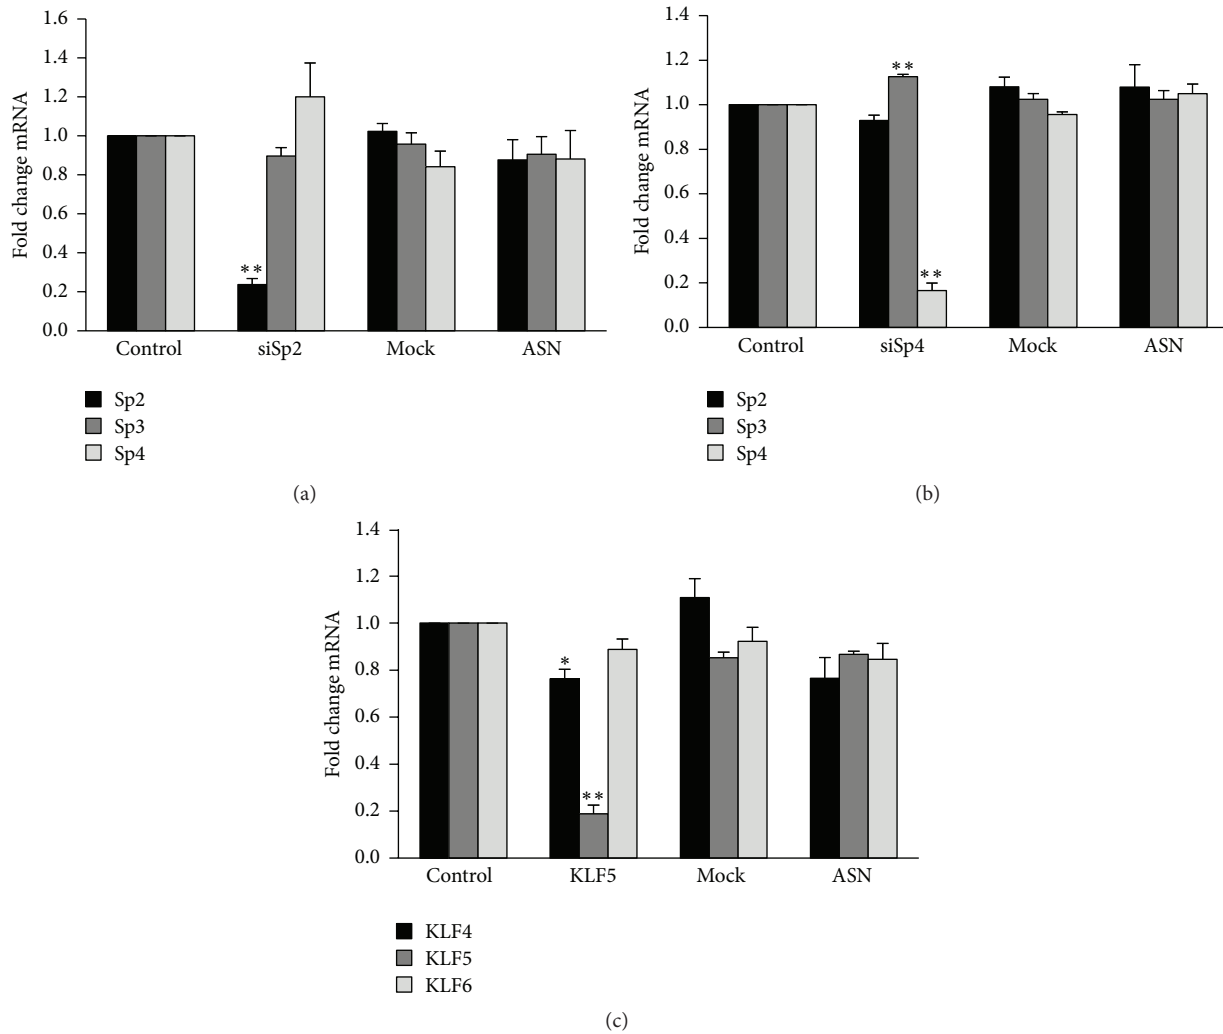 Fold change mRNA
1.6
1.4
1.2
1.0
0.8
0.6
0.4
0.2
0.0
**
Control siSp2 Mock ASN
Sp2
Sp3
Sp4
(a)
Fold change mRNA
1.4
1.2
1.0
0.8
0.6
0.4
0.2
0.0
**
**
Control siSp4 Mock ASN
Sp2
Sp3
Sp4
(b)
Fold change mRNA
1.4
1.2
1.0
0.8
0.6
0.4
0.2
0.0
*
**
Control KLF5 Mock ASN
KLF4
KLF5
KLF6
(c)